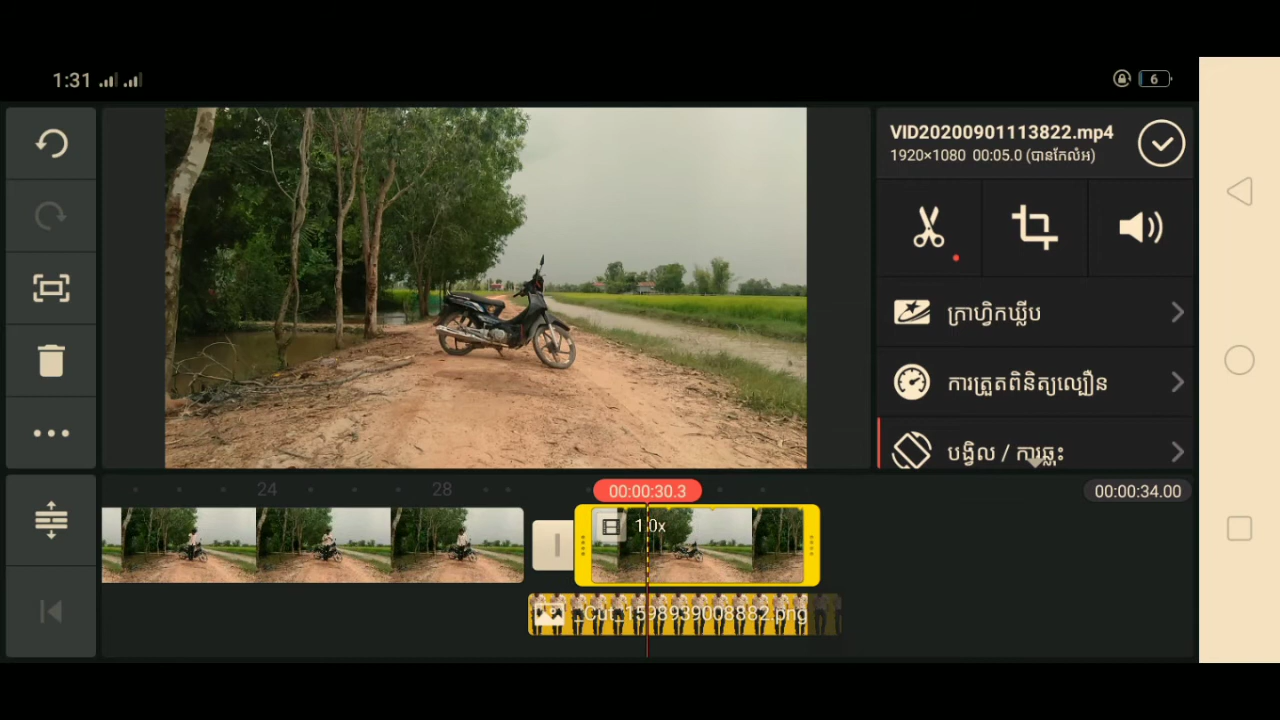 1:31
6
VID20200901113822.mp4
1920×1080 00:05.0 (បានកែលំអ)
ក្រាហ្វិកឃ្លីប
ការត្រួតពិនិត្យល្បឿន
បង្វិល / ការឆ្លុះ
24
28
00:00:30.3
00:00:34.00
1.0x
_Cut_1598939008882.png